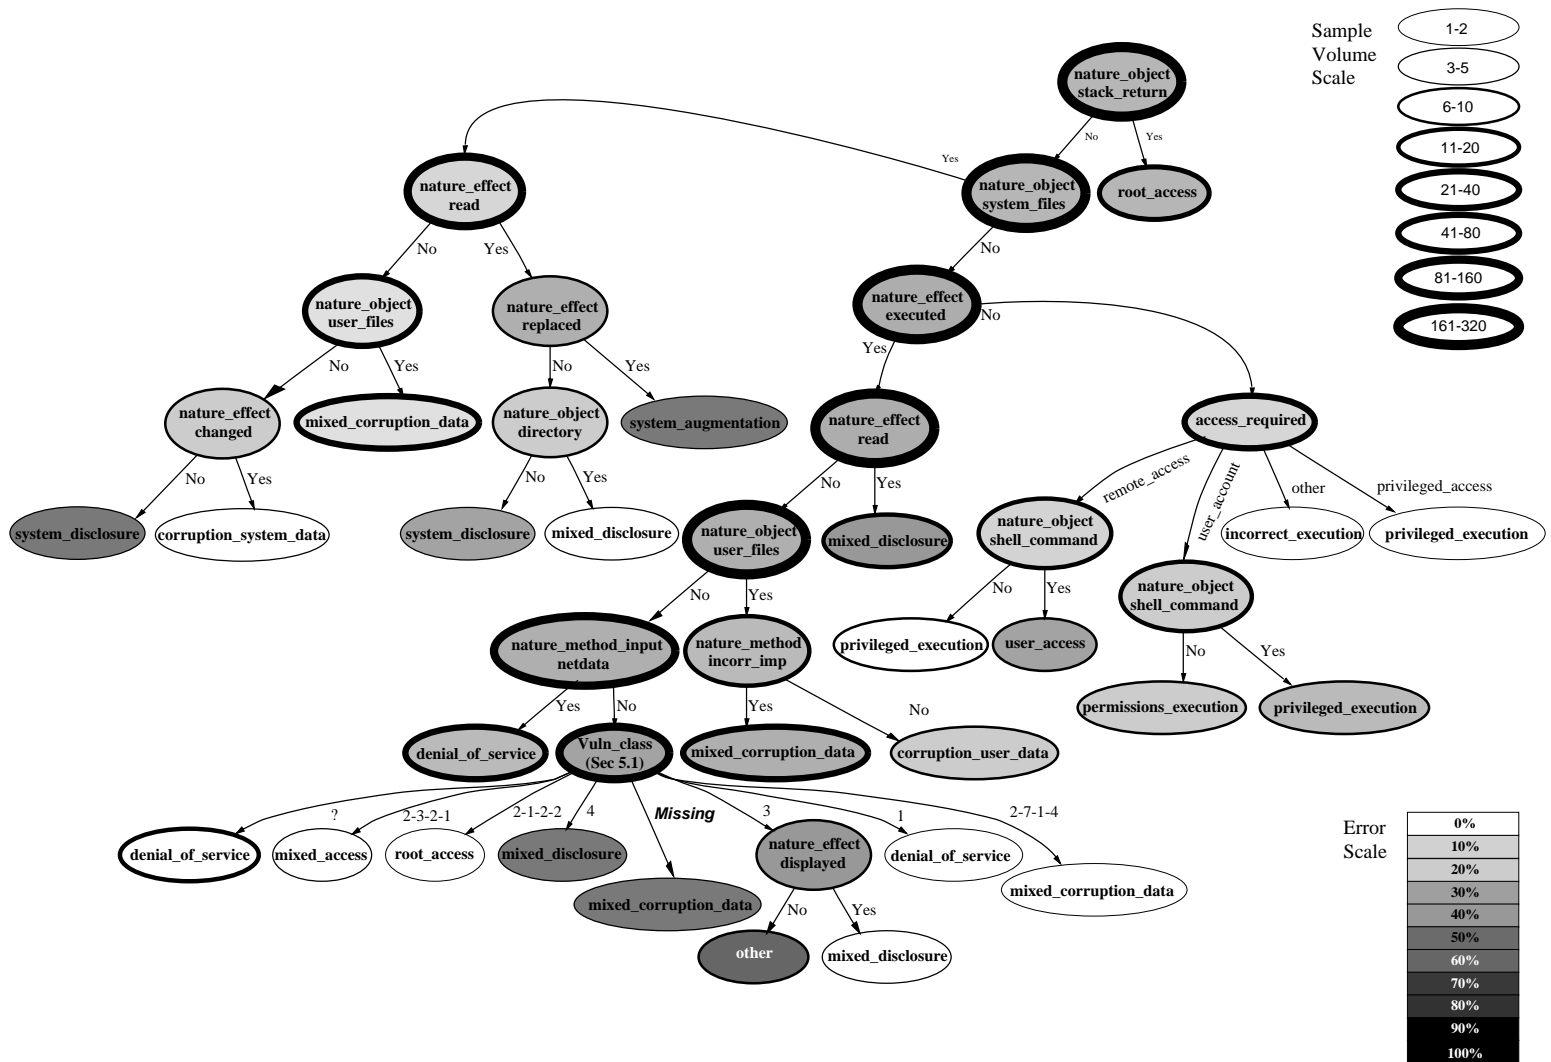 Sample
Volume
Scale
1-2
3-5
6-10
11-20
21-40
41-80
81-160
161-320
nature_object
stack_return
No
Yes
Yes
nature_effect
read
nature_object
system_files
root_access
No
Yes
No
nature_object
user_files
nature_effect
replaced
nature_effect
executed
No
No
Yes
No
Yes
Yes
nature_effect
changed
mixed_corruption_data
nature_object
directory
system_augmentation
nature_effect
read
access_required
No
Yes
No
Yes
No
Yes
remote_access
user_account
other
privileged_access
system_disclosure
corruption_system_data
system_disclosure
mixed_disclosure
nature_object
user_files
mixed_disclosure
nature_object
shell_command
incorrect_execution
privileged_execution
No
Yes
No
Yes
nature_object
shell_command
nature_method_input
netdata
nature_method
incorr_imp
privileged_execution
user_access
No
Yes
Yes
No
Yes
No
permissions_execution
privileged_execution
denial_of_service
Vuln_class
(Sec 5.1)
mixed_corruption_data
corruption_user_data
?
2-3-2-1
2-1-2-2
4
Missing
3
1
2-7-1-4
denial_of_service
mixed_access
root_access
mixed_disclosure
nature_effect
displayed
denial_of_service
mixed_corruption_data
mixed_corruption_data
No
Yes
other
mixed_disclosure
Error
Scale
0%
10%
20%
30%
40%
50%
60%
70%
80%
90%
100%